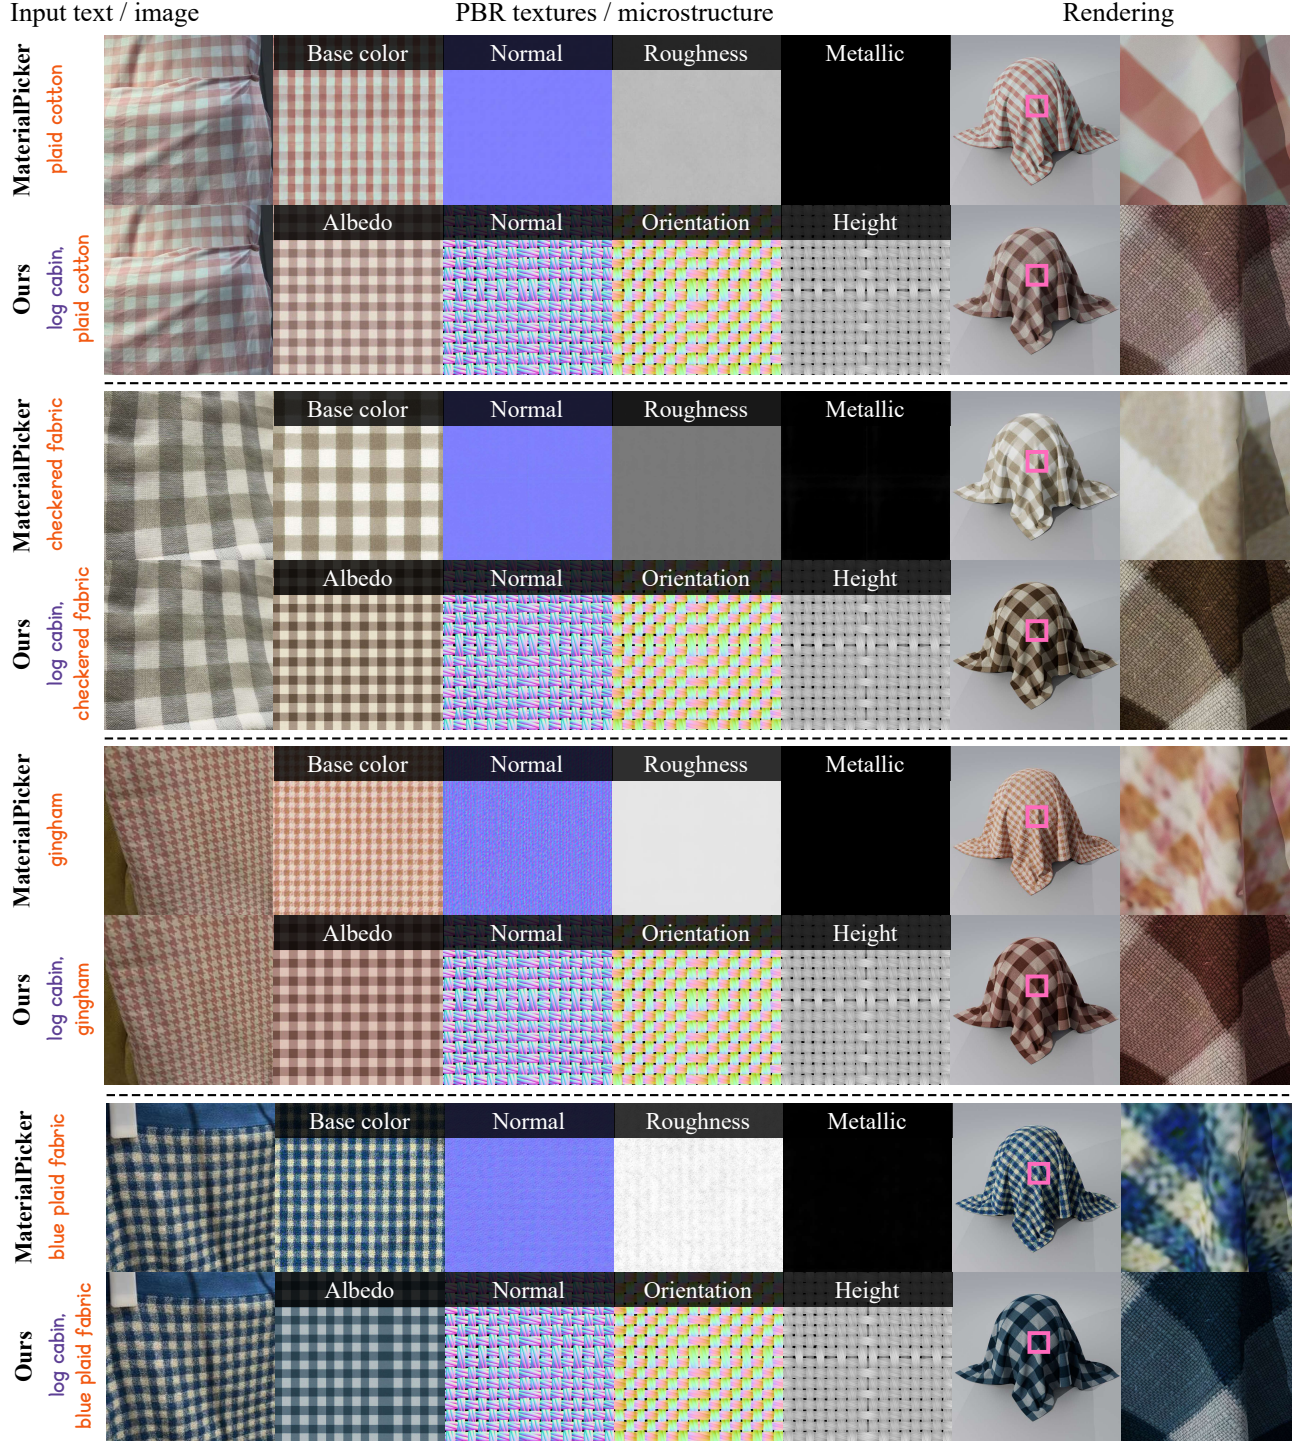 Input text / image
PBR textures / microstructure
Rendering
MaterialPicker
plaid cotton
Base color
Normal
Roughness
Metallic
Ours
log cabin,
plaid cotton
Albedo
Normal
Orientation
Height
MaterialPicker
checkered fabric
Base color
Normal
Roughness
Metallic
Ours
log cabin,
checkered fabric
Albedo
Normal
Orientation
Height
MaterialPicker
gingham
Base color
Normal
Roughness
Metallic
Ours
log cabin,
gingham
Albedo
Normal
Orientation
Height
MaterialPicker
blue plaid fabric
Base color
Normal
Roughness
Metallic
Ours
log cabin,
blue plaid fabric
Albedo
Normal
Orientation
Height